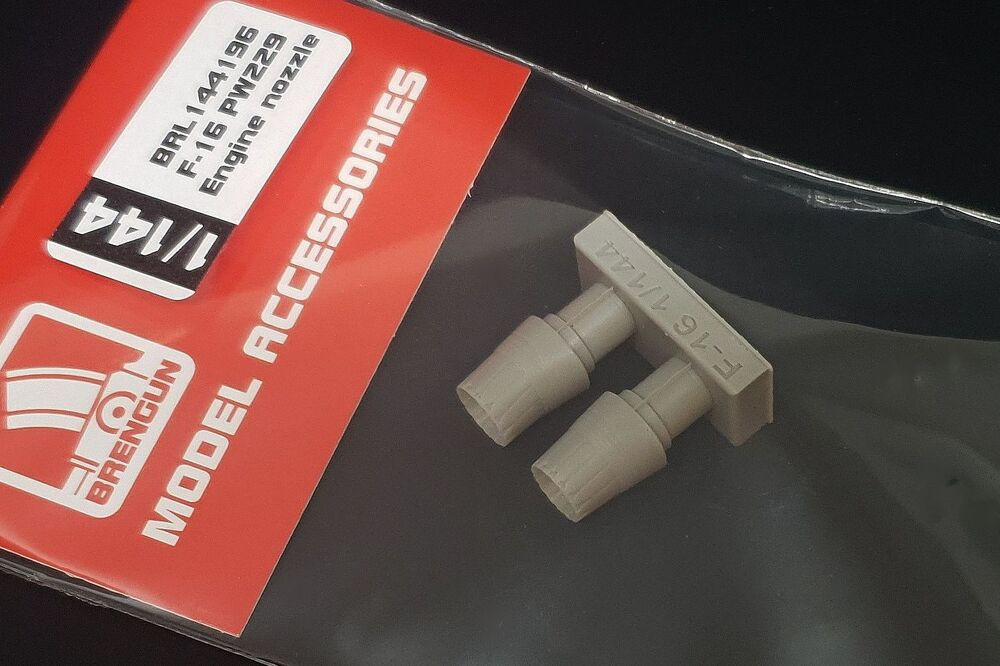 BRL144196
F-16 PW229
Engine nozzle
1/144
MODEL ACCESSORIES
BRENGUN
F-16 1/144